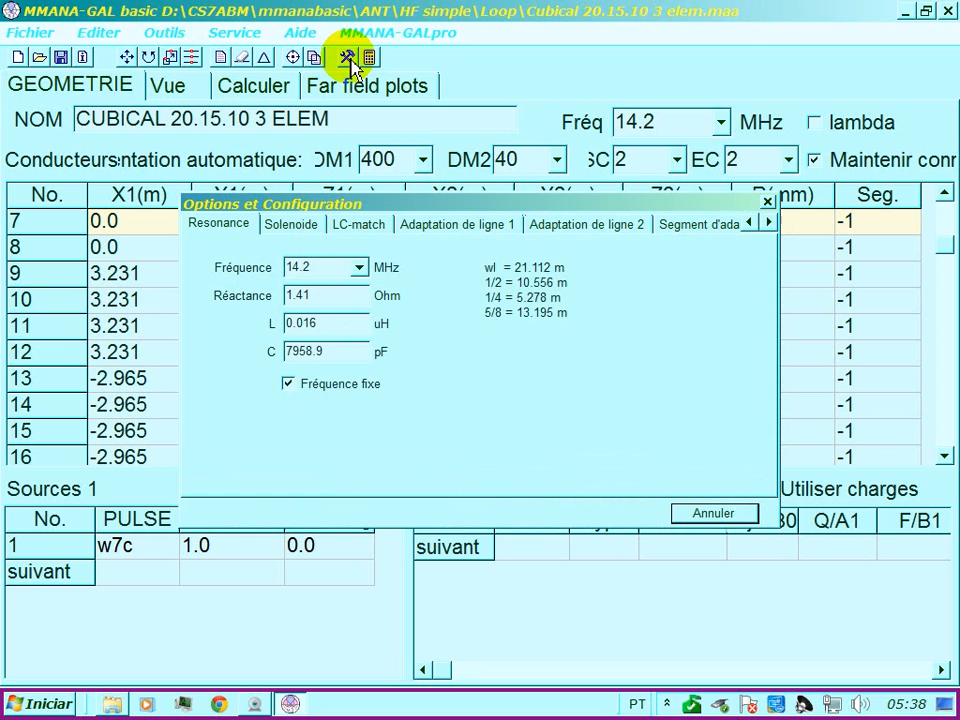 MMANA-GAL basic D:\CS7ABM\mmanabasic\ANT\HF simple\Loop\Cubical 20.15.10 3 elem.maa
Fichier Editer Outils Service Aide MMANA-GALpro
GEOMETRIE Vue Calculer Far field plots
NOM CUBICAL 20.15.10 3 ELEM Fréq 14.2 MHz lambda
Conducteurs ntation automatique: DM1 400 DM2 40 SC 2 EC 2 Maintenir conn
No. X1(m) Seg.
7 0.0 -1
8 0.0 -1
9 3.231 -1
10 3.231 -1
11 3.231 -1
12 3.231 -1
13 -2.965 -1
14 -2.965 -1
15 -2.965 -1
16 -2.965 -1
Options et Configuration
Resonance Solenoide LC-match Adaptation de ligne 1 Adaptation de ligne 2 Segment d'ada
Fréquence 14.2 MHz
Réactance 1.41 Ohm
L 0.016 uH
C 7958.9 pF
Fréquence fixe
wl = 21.112 m
1/2 = 10.556 m
1/4 = 5.278 m
5/8 = 13.195 m
Annuler
Sources 1 Utiliser charges
No. PULSE Q/A1 F/B1
1 w7c 1.0 0.0
suivant
suivant
Iniciar PT 05:38